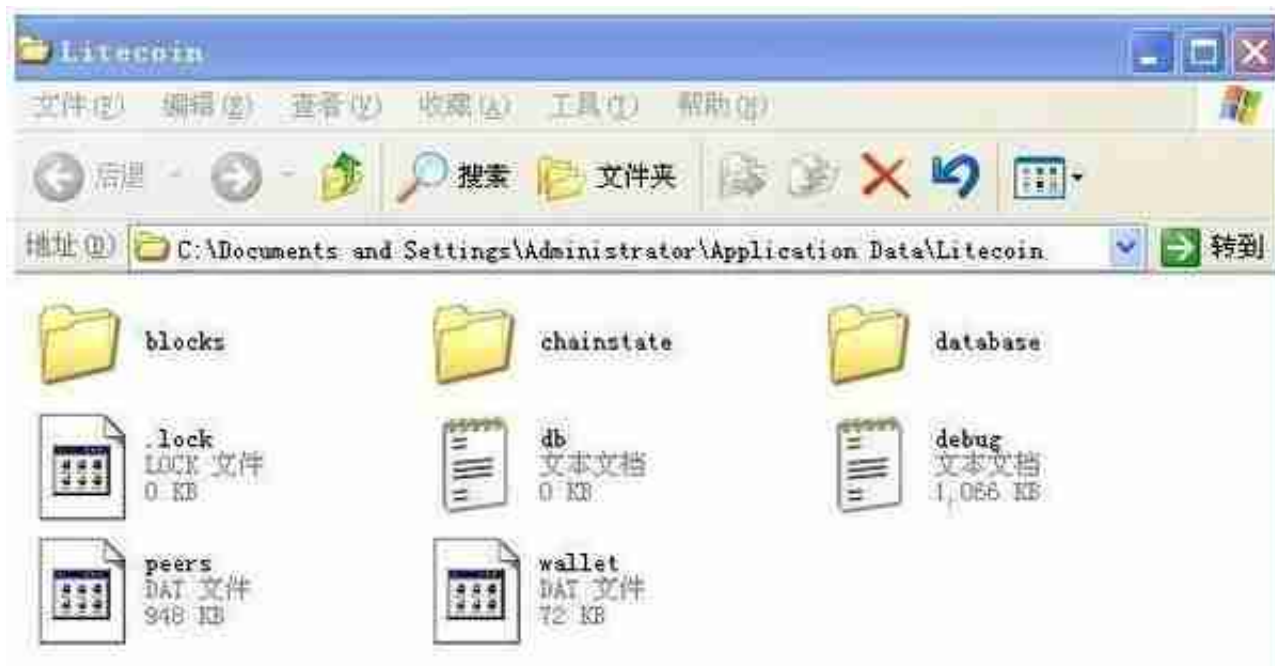 Litecoin
文件(F) 编辑(E) 查看(V) 收藏(A) 工具(T) 帮助(H)
后退 搜索 文件夹
地址(D) C:\Documents and Settings\Administrator\Application Data\Litecoin 转到
blocks chainstate database
.lock
LOCK 文件
0 KB
db
文本文档
0 KB
debug
文本文档
1,066 KB
peers
DAT 文件
948 KB
wallet
DAT 文件
72 KB